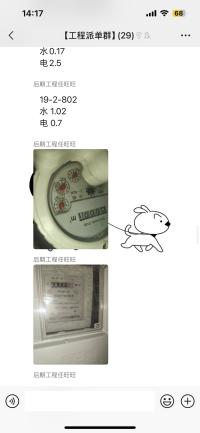 14:17
68
【工程派单群】(29)
水 0.17
电 2.5
后期工程任旺旺
19-2-802
水 1.02
电 0.7
后期工程任旺旺
后期工程任旺旺
后期工程任旺旺